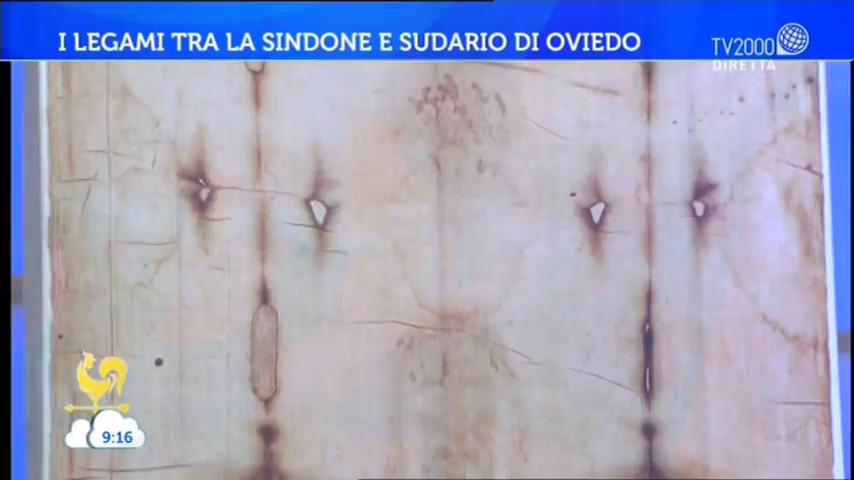 I LEGAMI TRA LA SINDONE E SUDARIO DI OVIEDO
TV2000
DIRETTA
9:16